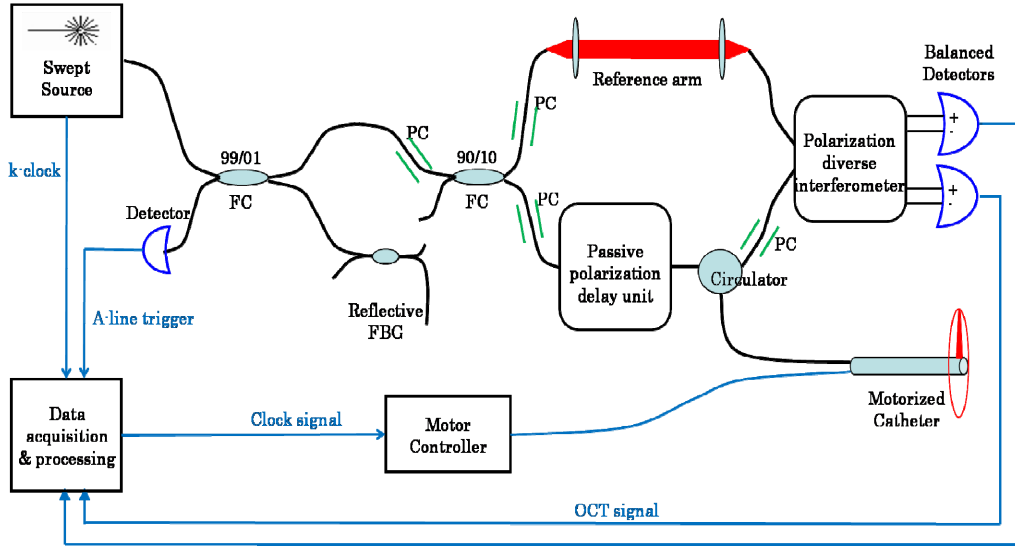 Swept
Source
k-clock
99/01
FC
Detector
A-line trigger
PC
90/10
FC
PC
PC
Reference arm
Reflective
FBG
Passive
polarization
delay unit
Circulator
PC
Polarization
diverse
interferometer
Balanced
Detectors
+
-
+
-
Motorized
Catheter
Data
acquisition
& processing
Clock signal
Motor
Controller
OCT signal